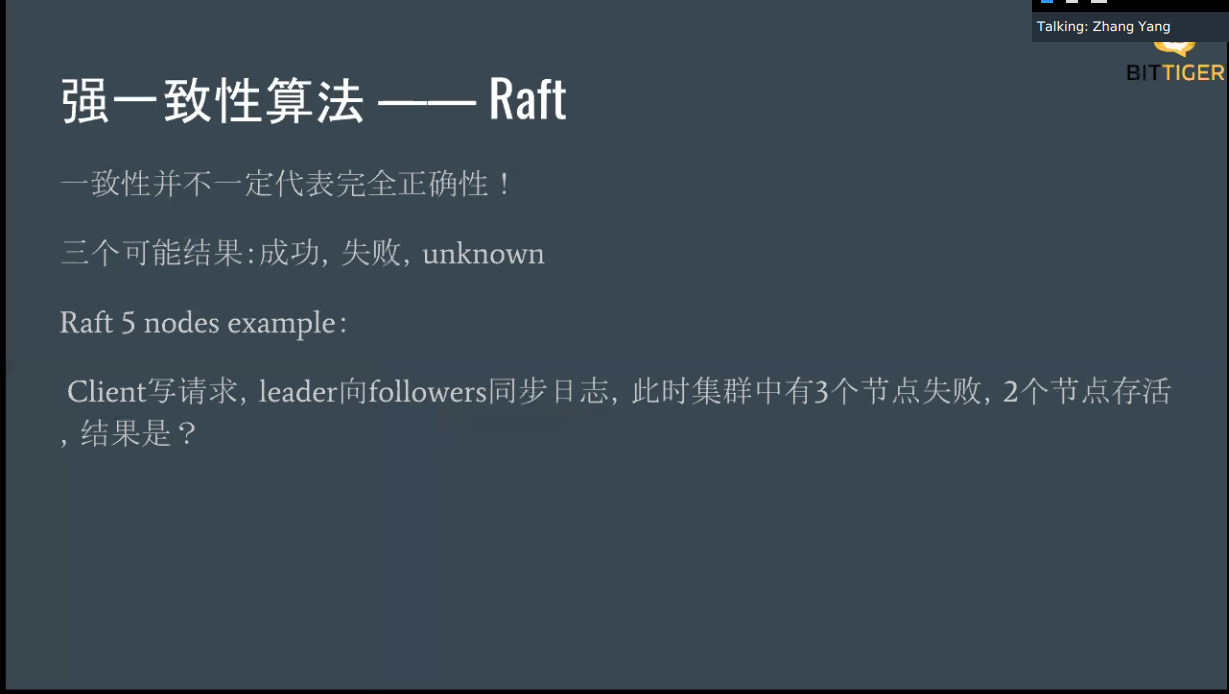 Talking: Zhang Yang
BITTIGER
强一致性算法 —— Raft
一致性并不一定代表完全正确性！
三个可能结果：成功，失败，unknown
Raft 5 nodes example：
Client写请求，leader向followers同步日志，此时集群中有3个节点失败，2个节点存活
，结果是？